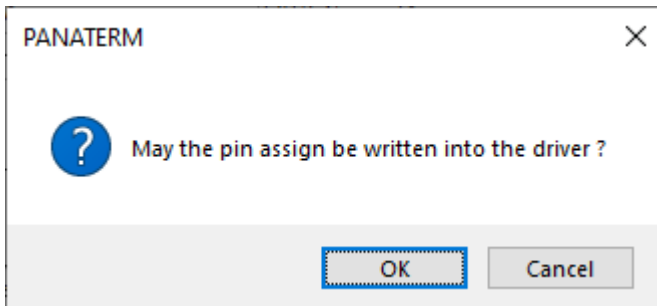 PANATERM
May the pin assign be written into the driver ?
OK
Cancel